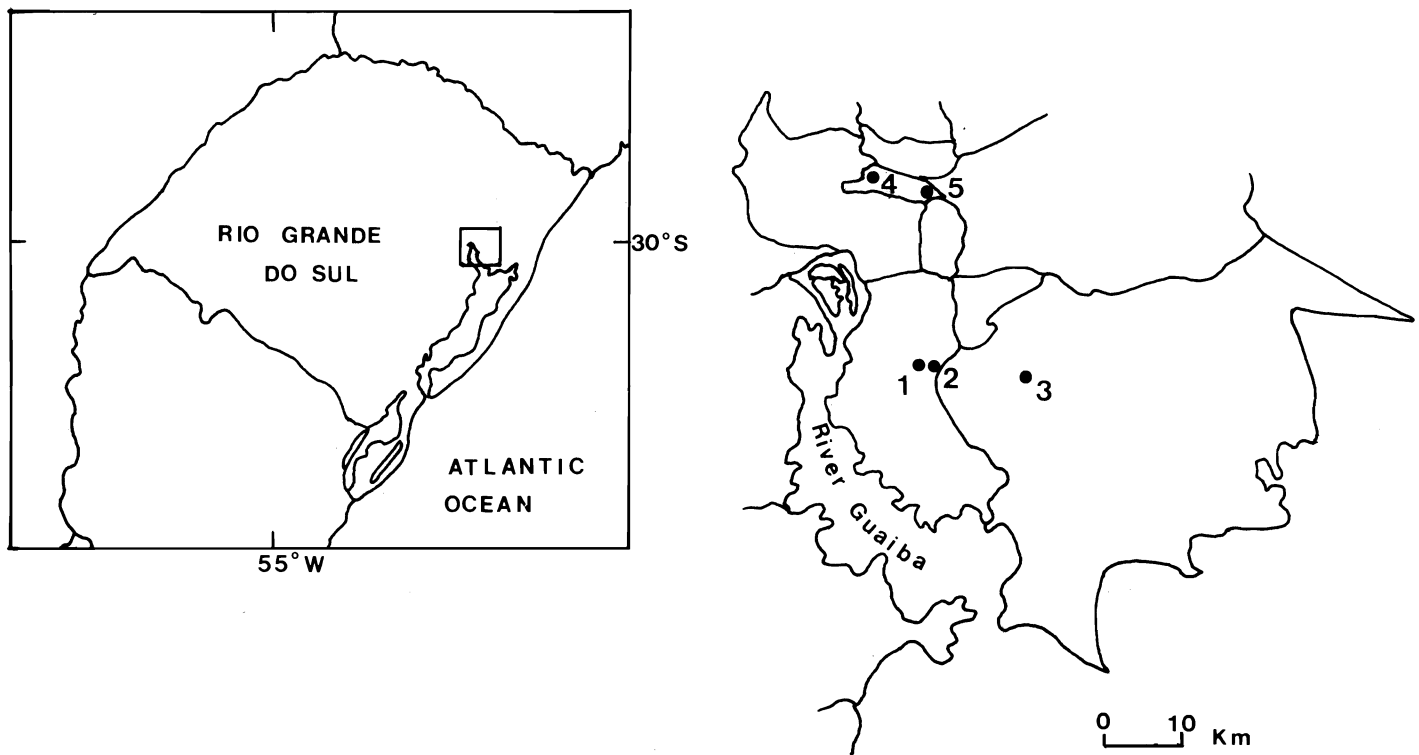 RIO GRANDE
DO SUL
30°S
ATLANTIC
OCEAN
55°W
4
5
1
2
3
River Guaiba
0 10 Km